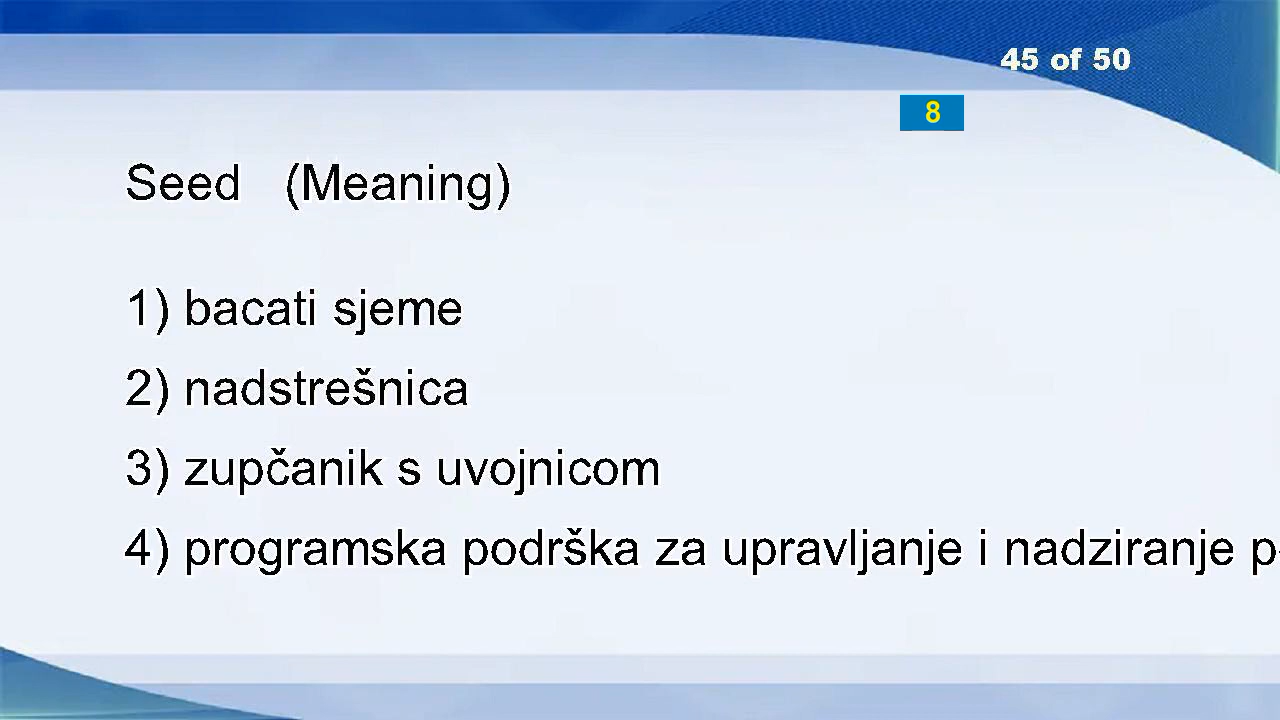 45 of 50
8
Seed (Meaning)
1) bacati sjeme
2) nadstrešnica
3) zupčanik s uvojnicom
4) programska podrška za upravljanje i nadziranje